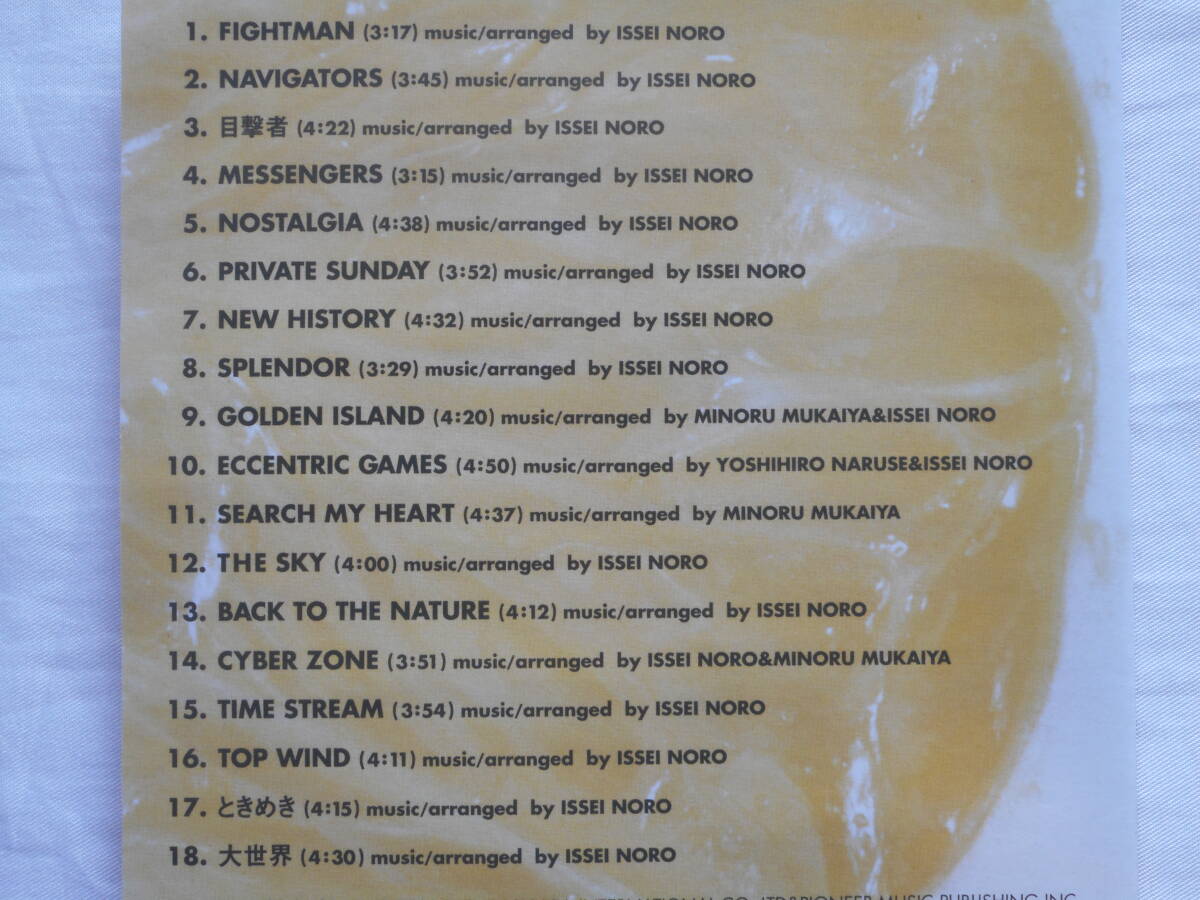 1. FIGHTMAN (3:17) music/arranged by ISSEI NORO
2. NAVIGATORS (3:45) music/arranged by ISSEI NORO
3. 目撃者 (4:22) music/arranged by ISSEI NORO
4. MESSENGERS (3:15) music/arranged by ISSEI NORO
5. NOSTALGIA (4:38) music/arranged by ISSEI NORO
6. PRIVATE SUNDAY (3:52) music/arranged by ISSEI NORO
7. NEW HISTORY (4:32) music/arranged by ISSEI NORO
8. SPLENDOR (3:29) music/arranged by ISSEI NORO
9. GOLDEN ISLAND (4:20) music/arranged by MINORU MUKAIYA&ISSEI NORO
10. ECCENTRIC GAMES (4:50) music/arranged by YOSHIHIRO NARUSE&ISSEI NORO
11. SEARCH MY HEART (4:37) music/arranged by MINORU MUKAIYA
12. THE SKY (4:00) music/arranged by ISSEI NORO
13. BACK TO THE NATURE (4:12) music/arranged by ISSEI NORO
14. CYBER ZONE (3:51) music/arranged by ISSEI NORO&MINORU MUKAIYA
15. TIME STREAM (3:54) music/arranged by ISSEI NORO
16. TOP WIND (4:11) music/arranged by ISSEI NORO
17. ときめき (4:15) music/arranged by ISSEI NORO
18. 大世界 (4:30) music/arranged by ISSEI NORO
CO.,LTD&PIONEER MUSIC PUBLISHING INC.